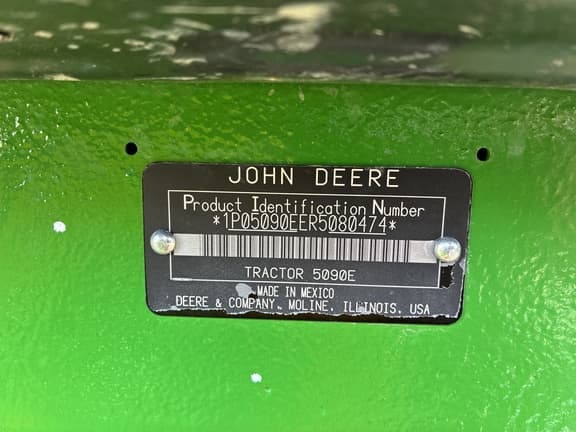 JOHN DEERE
Product Identification Number
*1P05090EER5080474*
TRACTOR 5090E
MADE IN MEXICO
DEERE & COMPANY, MOLINE, ILLINOIS, USA